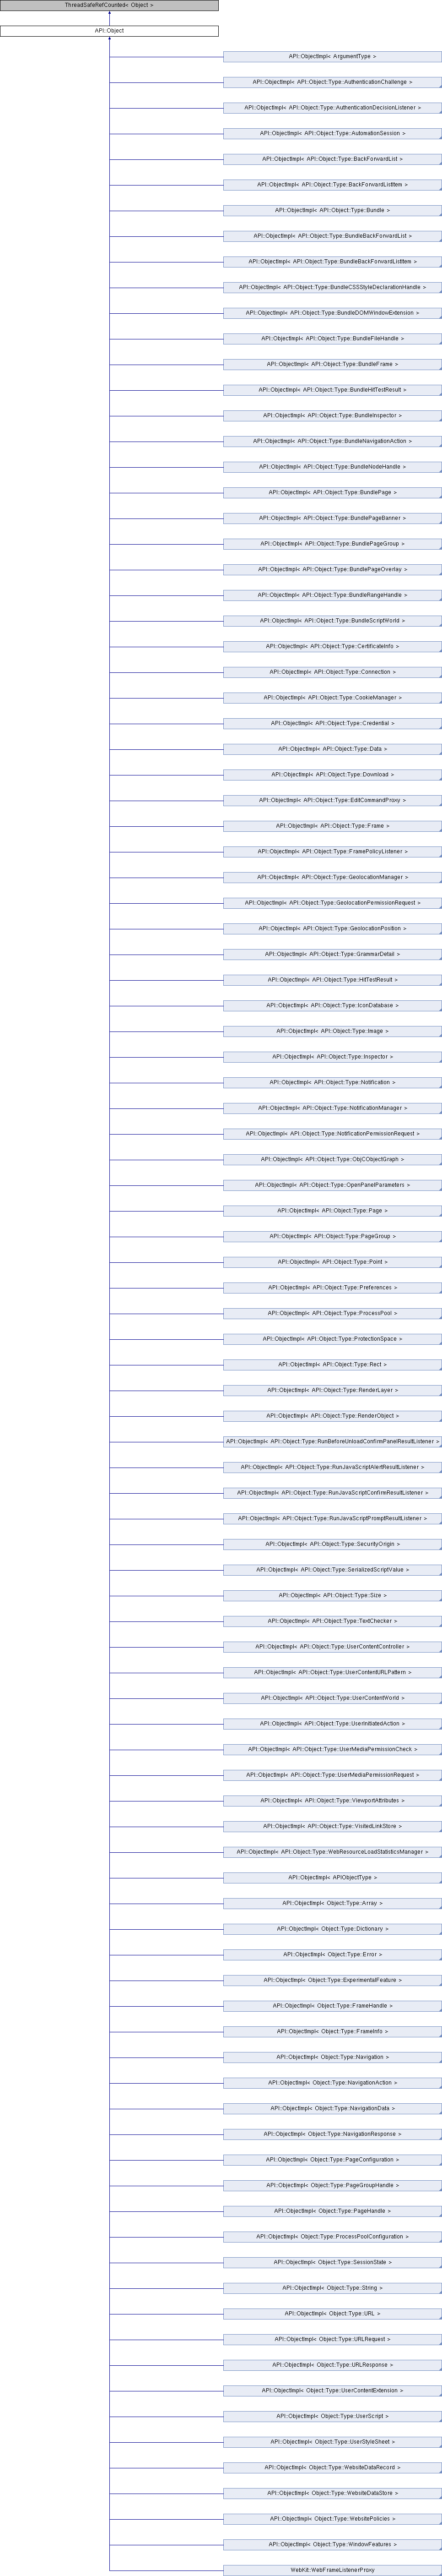 ThreadSafeRefCounted< Object >
API::Object
API::ObjectImpl< ArgumentType >
API::ObjectImpl< API::Object::Type::AuthenticationChallenge >
API::ObjectImpl< API::Object::Type::AuthenticationDecisionListener >
API::ObjectImpl< API::Object::Type::AutomationSession >
API::ObjectImpl< API::Object::Type::BackForwardList >
API::ObjectImpl< API::Object::Type::BackForwardListItem >
API::ObjectImpl< API::Object::Type::Bundle >
API::ObjectImpl< API::Object::Type::BundleBackForwardList >
API::ObjectImpl< API::Object::Type::BundleBackForwardListItem >
API::ObjectImpl< API::Object::Type::BundleCSSStyleDeclarationHandle >
API::ObjectImpl< API::Object::Type::BundleDOMWindowExtension >
API::ObjectImpl< API::Object::Type::BundleFileHandle >
API::ObjectImpl< API::Object::Type::BundleFrame >
API::ObjectImpl< API::Object::Type::BundleHitTestResult >
API::ObjectImpl< API::Object::Type::BundleInspector >
API::ObjectImpl< API::Object::Type::BundleNavigationAction >
API::ObjectImpl< API::Object::Type::BundleNodeHandle >
API::ObjectImpl< API::Object::Type::BundlePage >
API::ObjectImpl< API::Object::Type::BundlePageBanner >
API::ObjectImpl< API::Object::Type::BundlePageGroup >
API::ObjectImpl< API::Object::Type::BundlePageOverlay >
API::ObjectImpl< API::Object::Type::BundleRangeHandle >
API::ObjectImpl< API::Object::Type::BundleScriptWorld >
API::ObjectImpl< API::Object::Type::CertificateInfo >
API::ObjectImpl< API::Object::Type::Connection >
API::ObjectImpl< API::Object::Type::CookieManager >
API::ObjectImpl< API::Object::Type::Credential >
API::ObjectImpl< API::Object::Type::Data >
API::ObjectImpl< API::Object::Type::Download >
API::ObjectImpl< API::Object::Type::EditCommandProxy >
API::ObjectImpl< API::Object::Type::Frame >
API::ObjectImpl< API::Object::Type::FramePolicyListener >
API::ObjectImpl< API::Object::Type::GeolocationManager >
API::ObjectImpl< API::Object::Type::GeolocationPermissionRequest >
API::ObjectImpl< API::Object::Type::GeolocationPosition >
API::ObjectImpl< API::Object::Type::GrammarDetail >
API::ObjectImpl< API::Object::Type::HitTestResult >
API::ObjectImpl< API::Object::Type::IconDatabase >
API::ObjectImpl< API::Object::Type::Image >
API::ObjectImpl< API::Object::Type::Inspector >
API::ObjectImpl< API::Object::Type::Notification >
API::ObjectImpl< API::Object::Type::NotificationManager >
API::ObjectImpl< API::Object::Type::NotificationPermissionRequest >
API::ObjectImpl< API::Object::Type::ObjCObjectGraph >
API::ObjectImpl< API::Object::Type::OpenPanelParameters >
API::ObjectImpl< API::Object::Type::Page >
API::ObjectImpl< API::Object::Type::PageGroup >
API::ObjectImpl< API::Object::Type::Point >
API::ObjectImpl< API::Object::Type::Preferences >
API::ObjectImpl< API::Object::Type::ProcessPool >
API::ObjectImpl< API::Object::Type::ProtectionSpace >
API::ObjectImpl< API::Object::Type::Rect >
API::ObjectImpl< API::Object::Type::RenderLayer >
API::ObjectImpl< API::Object::Type::RenderObject >
API::ObjectImpl< API::Object::Type::RunBeforeUnloadConfirmPanelResultListener >
API::ObjectImpl< API::Object::Type::RunJavaScriptAlertResultListener >
API::ObjectImpl< API::Object::Type::RunJavaScriptConfirmResultListener >
API::ObjectImpl< API::Object::Type::RunJavaScriptPromptResultListener >
API::ObjectImpl< API::Object::Type::SecurityOrigin >
API::ObjectImpl< API::Object::Type::SerializedScriptValue >
API::ObjectImpl< API::Object::Type::Size >
API::ObjectImpl< API::Object::Type::TextChecker >
API::ObjectImpl< API::Object::Type::UserContentController >
API::ObjectImpl< API::Object::Type::UserContentURLPattern >
API::ObjectImpl< API::Object::Type::UserContentWorld >
API::ObjectImpl< API::Object::Type::UserInitiatedAction >
API::ObjectImpl< API::Object::Type::UserMediaPermissionCheck >
API::ObjectImpl< API::Object::Type::UserMediaPermissionRequest >
API::ObjectImpl< API::Object::Type::ViewportAttributes >
API::ObjectImpl< API::Object::Type::VisitedLinkStore >
API::ObjectImpl< API::Object::Type::WebResourceLoadStatisticsManager >
API::ObjectImpl< APIObjectType >
API::ObjectImpl< Object::Type::Array >
API::ObjectImpl< Object::Type::Dictionary >
API::ObjectImpl< Object::Type::Error >
API::ObjectImpl< Object::Type::ExperimentalFeature >
API::ObjectImpl< Object::Type::FrameHandle >
API::ObjectImpl< Object::Type::FrameInfo >
API::ObjectImpl< Object::Type::Navigation >
API::ObjectImpl< Object::Type::NavigationAction >
API::ObjectImpl< Object::Type::NavigationData >
API::ObjectImpl< Object::Type::NavigationResponse >
API::ObjectImpl< Object::Type::PageConfiguration >
API::ObjectImpl< Object::Type::PageGroupHandle >
API::ObjectImpl< Object::Type::PageHandle >
API::ObjectImpl< Object::Type::ProcessPoolConfiguration >
API::ObjectImpl< Object::Type::SessionState >
API::ObjectImpl< Object::Type::String >
API::ObjectImpl< Object::Type::URL >
API::ObjectImpl< Object::Type::URLRequest >
API::ObjectImpl< Object::Type::URLResponse >
API::ObjectImpl< Object::Type::UserContentExtension >
API::ObjectImpl< Object::Type::UserScript >
API::ObjectImpl< Object::Type::UserStyleSheet >
API::ObjectImpl< Object::Type::WebsiteDataRecord >
API::ObjectImpl< Object::Type::WebsiteDataStore >
API::ObjectImpl< Object::Type::WebsitePolicies >
API::ObjectImpl< Object::Type::WindowFeatures >
WebKit::WebFrameListenerProxy